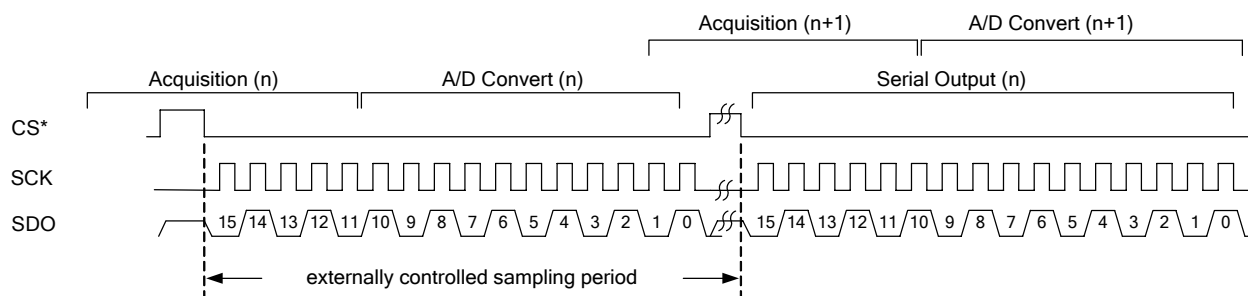 Acquisition (n+1) A/D Convert (n+1)
Acquisition (n) A/D Convert (n) Serial Output (n)
CS*
SCK
SDO 15 14 13 12 11 10 9 8 7 6 5 4 3 2 1 0 15 14 13 12 11 10 9 8 7 6 5 4 3 2 1 0
externally controlled sampling period